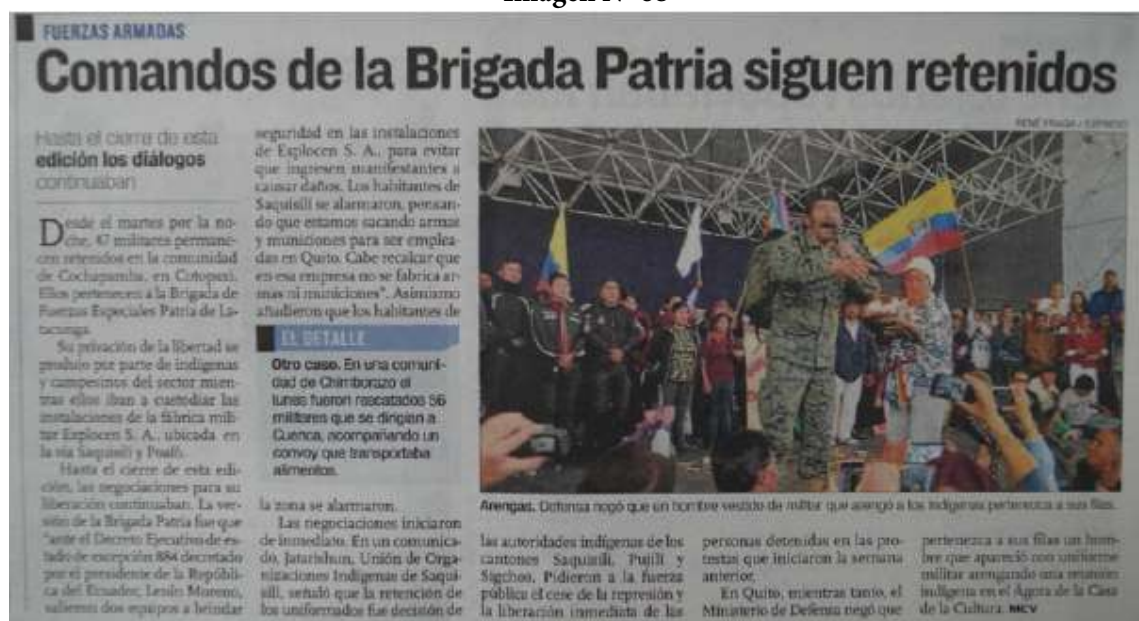 Imagen N° 63
FUERZAS ARMADAS
Comandos de la Brigada Patria siguen retenidos
Hasta el cierre de esta
edición los diálogos
continuaban
Desde el martes por la no-
che, 47 militares permane-
cen retenidos en la comunidad
de Cochapamba, en Cotopaxi.
Ellos pertenecen a la Brigada de
Fuerzas Especiales Patria de La-
tacunga.
Su privación de la libertad se
produjo por parte de indígenas
y campesinos del sector mien-
tras ellos iban a custodiar las
instalaciones de la fábrica mili-
tar Explocen S. A., ubicada en
la vía Saquisilí y Poaló.
Hasta el cierre de esta edi-
ción, las negociaciones para su
liberación continuaban. La ver-
sión de la Brigada Patria fue que
"ante el Decreto Ejecutivo de es-
tado de excepción 884 decretado
por el presidente de la Repúbli-
ca del Ecuador, Lenín Moreno,
salieron dos equipos a brindar
seguridad en las instalaciones
de Explocen S. A., para evitar
que ingresen manifestantes a
causar daños. Los habitantes de
Saquisilí se alarmaron, pensan-
do que estamos sacando armas
y municiones para ser emplea-
das en Quito. Cabe recalcar que
en esa empresa no se fabrica ar-
mas ni municiones". Asimismo
añadieron que los habitantes de
EL DETALLE
Otro caso. En una comuni-
dad de Chimborazo el
lunes fueron rescatados 56
militares que se dirigían a
Cuenca, acompañando un
convoy que transportaba
alimentos.
la zona se alarmaron.
Las negociaciones iniciaron
de inmediato. En un comunica-
do, Jatarishun, Unión de Orga-
nizaciones Indígenas de Saqui-
silí, señaló que la retención de
los uniformados fue decisión de
EXPRESO
Arengas. Defensa negó que un hombre vestido de militar que arengó a los indígenas pertenezca a sus filas.
las autoridades indígenas de los
cantones Saquisilí, Pujilí y
Sigchos. Pidieron a la fuerza
pública el cese de la represión y
la liberación inmediata de las
personas detenidas en las pro-
testas que iniciaron la semana
anterior.
En Quito, mientras tanto, el
Ministerio de Defensa negó que
pertenezca a sus filas un hom-
bre que apareció con uniforme
militar arengando una reunión
indígena en el Ágora de la Casa
de la Cultura. MCV